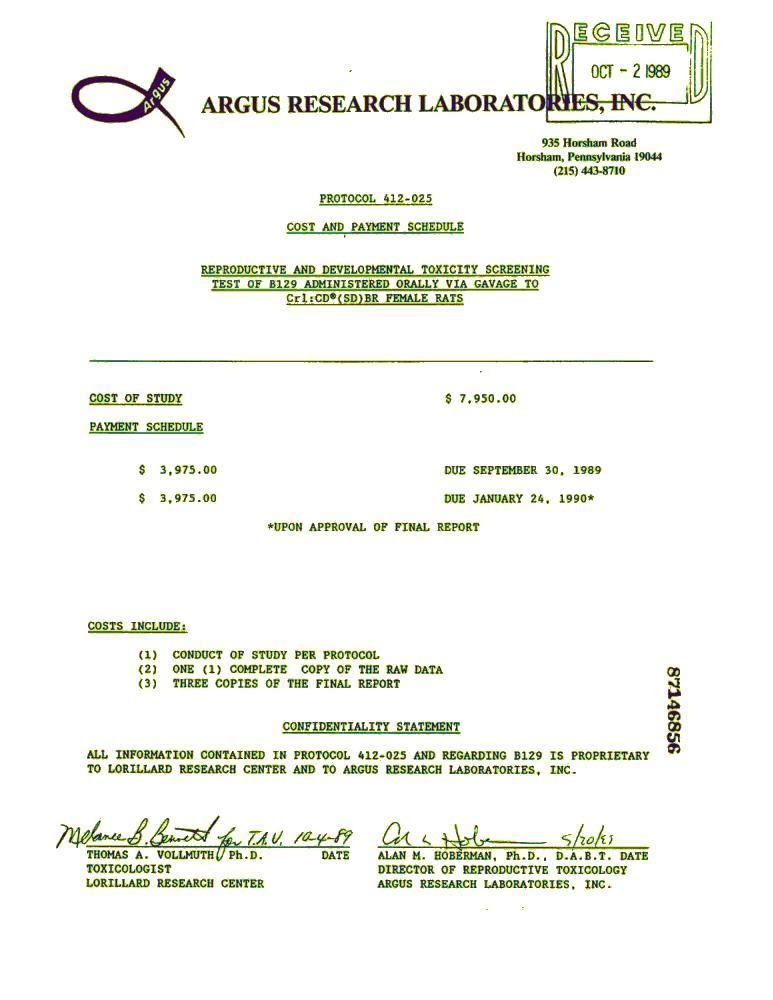 RECEIVED
OCT - 2 1989
Argus
ARGUS RESEARCH LABORATORIES, INC.
935 Horsham Road
Horsham, Pennsylvania 19044
(215) 443-8710
PROTOCOL 412-025
COST AND PAYMENT SCHEDULE
REPRODUCTIVE AND DEVELOPMENTAL TOXICITY SCREENING
TEST OF B129 ADMINISTERED ORALLY VIA GAVAGE TO
Crl:CD®(SD)BR FEMALE RATS
COST OF STUDY $ 7,950.00
PAYMENT SCHEDULE
$ 3,975.00 DUE SEPTEMBER 30, 1989
$ 3,975.00 DUE JANUARY 24, 1990*
*UPON APPROVAL OF FINAL REPORT
COSTS INCLUDE:
(1) CONDUCT OF STUDY PER PROTOCOL
(2) ONE (1) COMPLETE COPY OF THE RAW DATA
(3) THREE COPIES OF THE FINAL REPORT
87146856
CONFIDENTIALITY STATEMENT
ALL INFORMATION CONTAINED IN PROTOCOL 412-025 AND REGARDING B129 IS PROPRIETARY
TO LORILLARD RESEARCH CENTER AND TO ARGUS RESEARCH LABORATORIES, INC.
Melanee B. Bennett for T.A.V. 10-4-89
THOMAS A. VOLLMUTH, Ph.D. DATE
TOXICOLOGIST
LORILLARD RESEARCH CENTER
ALAN M. HOBERMAN, Ph.D., D.A.B.T. DATE
DIRECTOR OF REPRODUCTIVE TOXICOLOGY
ARGUS RESEARCH LABORATORIES, INC.